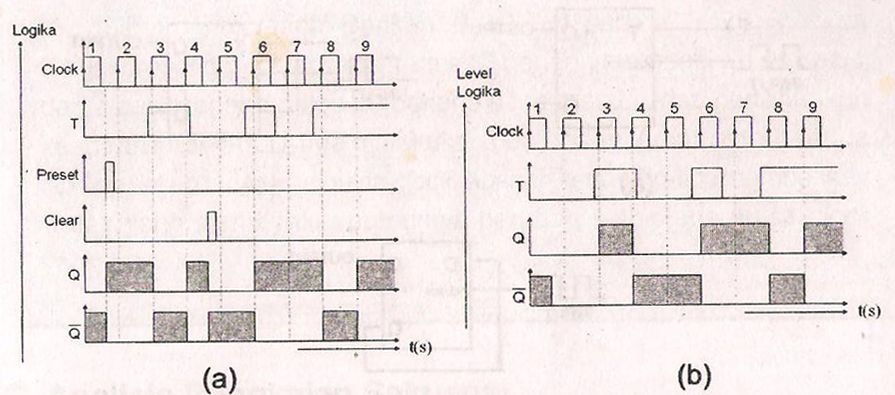 Logika
1 2 3 4 5 6 7 8 9
Clock
T
Preset
Clear
Q
Q̅
t(s)
(a)
Level
Logika
1 2 3 4 5 6 7 8 9
Clock
T
Q
Q̅
t(s)
(b)